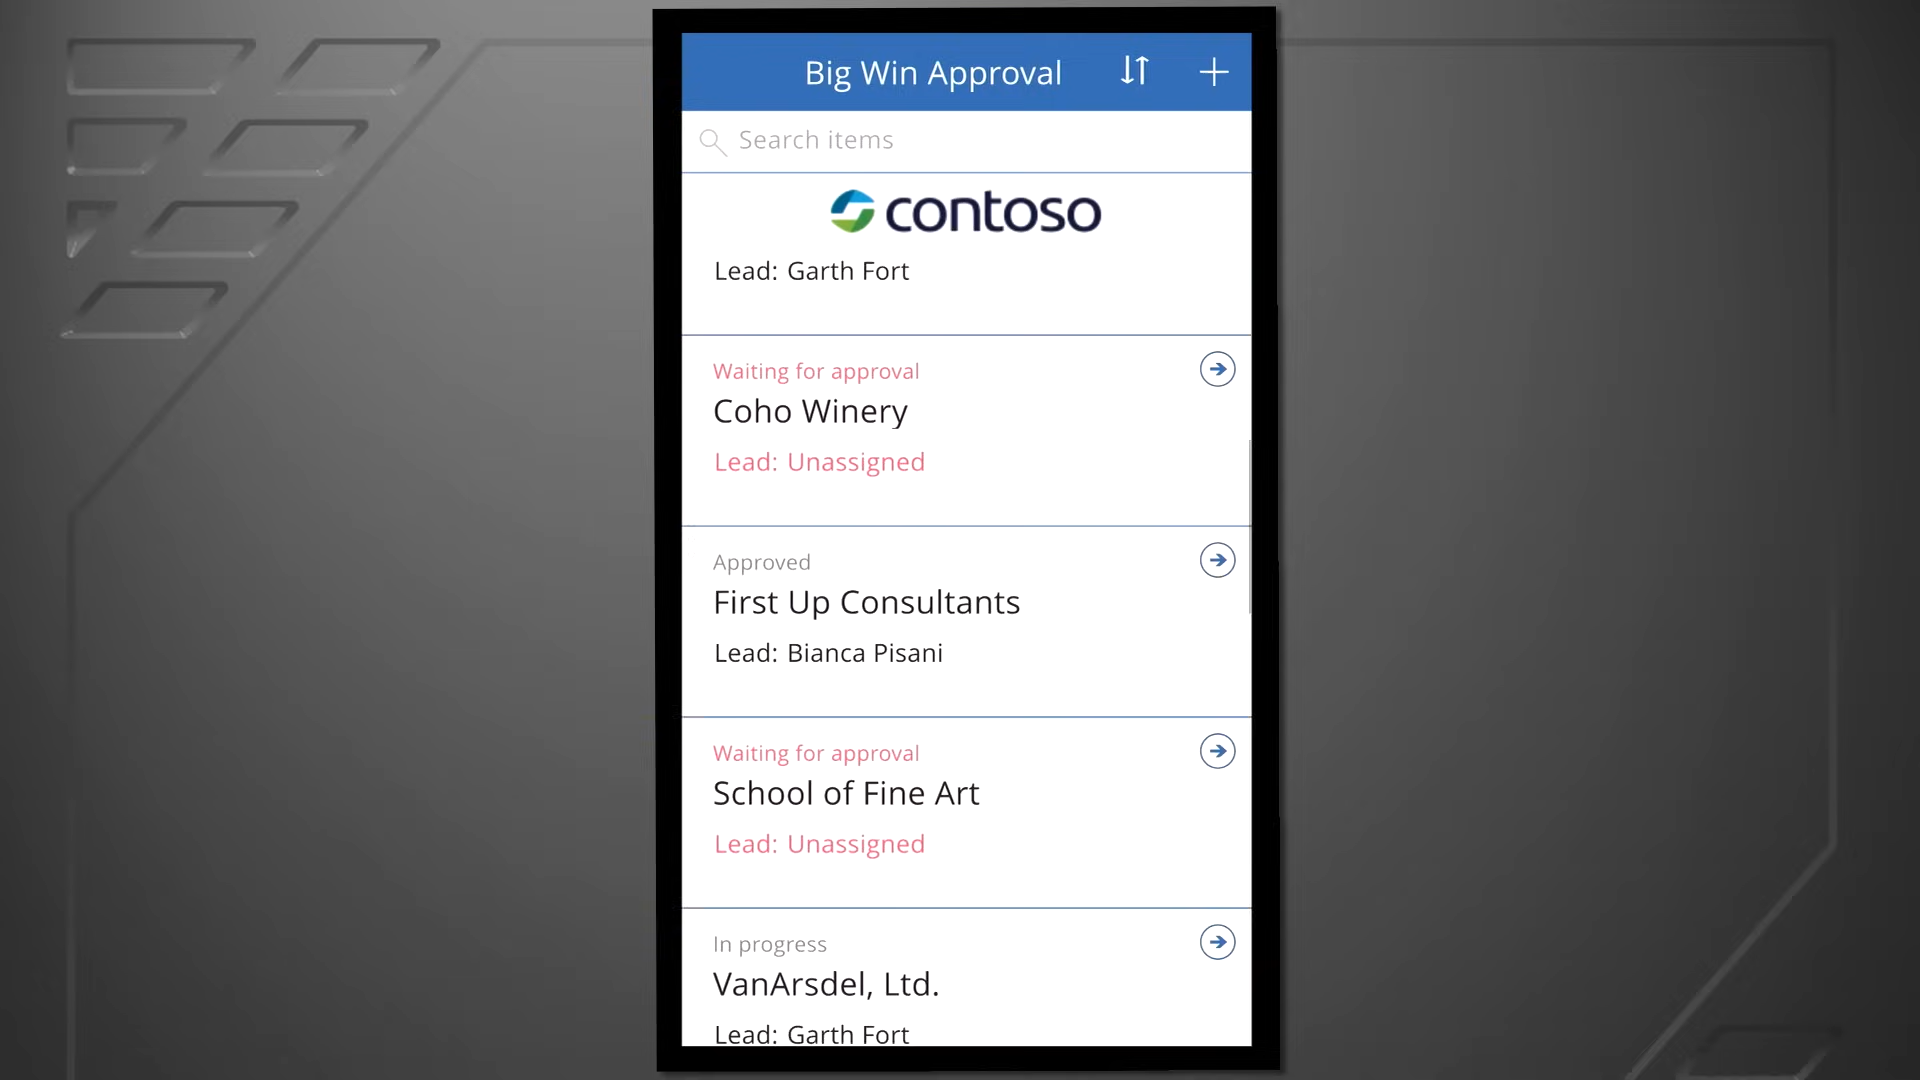 Big Win Approval
Search items
contoso
Lead: Garth Fort
Waiting for approval
Coho Winery
Lead: Unassigned
Approved
First Up Consultants
Lead: Bianca Pisani
Waiting for approval
School of Fine Art
Lead: Unassigned
In progress
VanArsdel, Ltd.
Lead: Garth Fort